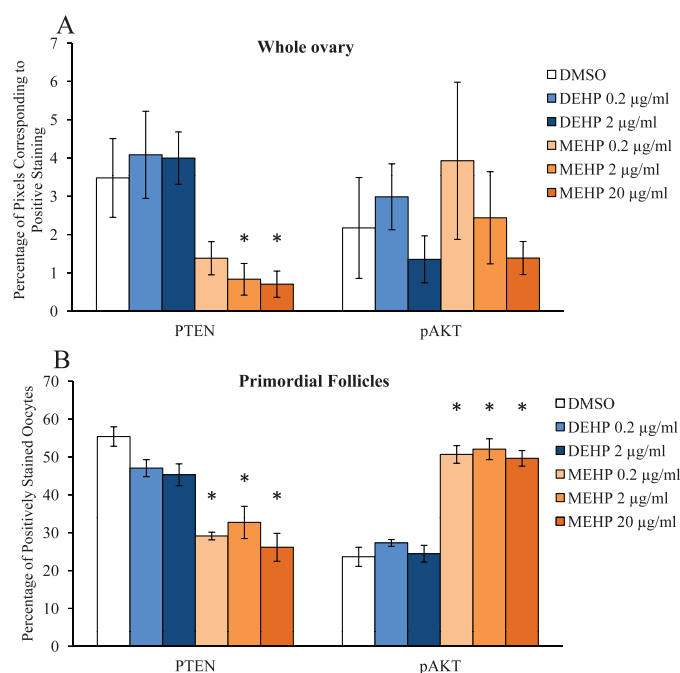 A
Whole ovary
Percentage of Pixels Corresponding to
Positive Staining
7
6
5
4
3
2
1
0
* *
PTEN
pAKT
DMSO
DEHP 0.2 µg/ml
DEHP 2 µg/ml
MEHP 0.2 µg/ml
MEHP 2 µg/ml
MEHP 20 µg/ml
B
Primordial Follicles
Percentage of Positively Stained Oocytes
70
60
50
40
30
20
10
0
* * *
* * *
PTEN
pAKT
DMSO
DEHP 0.2 µg/ml
DEHP 2 µg/ml
MEHP 0.2 µg/ml
MEHP 2 µg/ml
MEHP 20 µg/ml